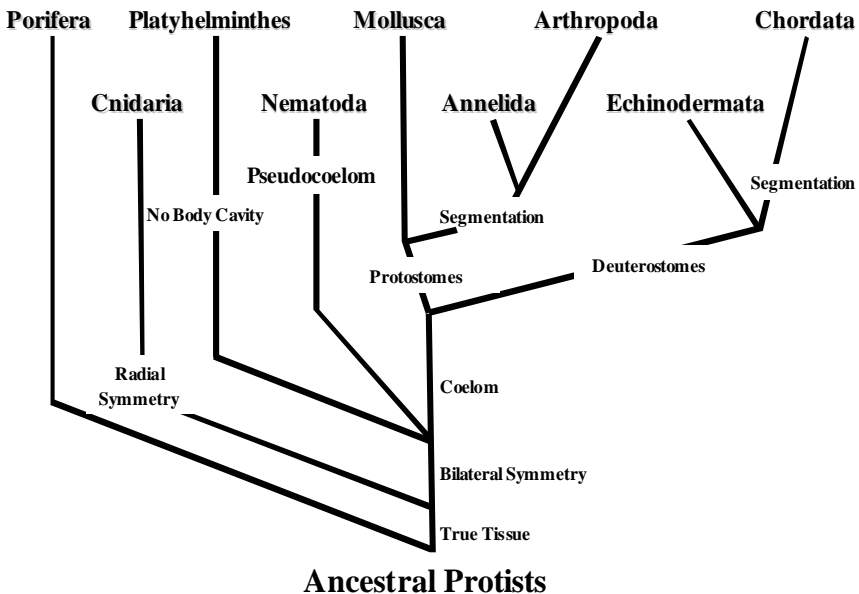 Porifera Platyhelminthes Mollusca Arthropoda Chordata
Cnidaria Nematoda Annelida Echinodermata
Pseudocoelom
Segmentation
No Body Cavity
Segmentation
Deuterostomes
Protostomes
Radial
Symmetry
Coelom
Bilateral Symmetry
True Tissue
Ancestral Protists